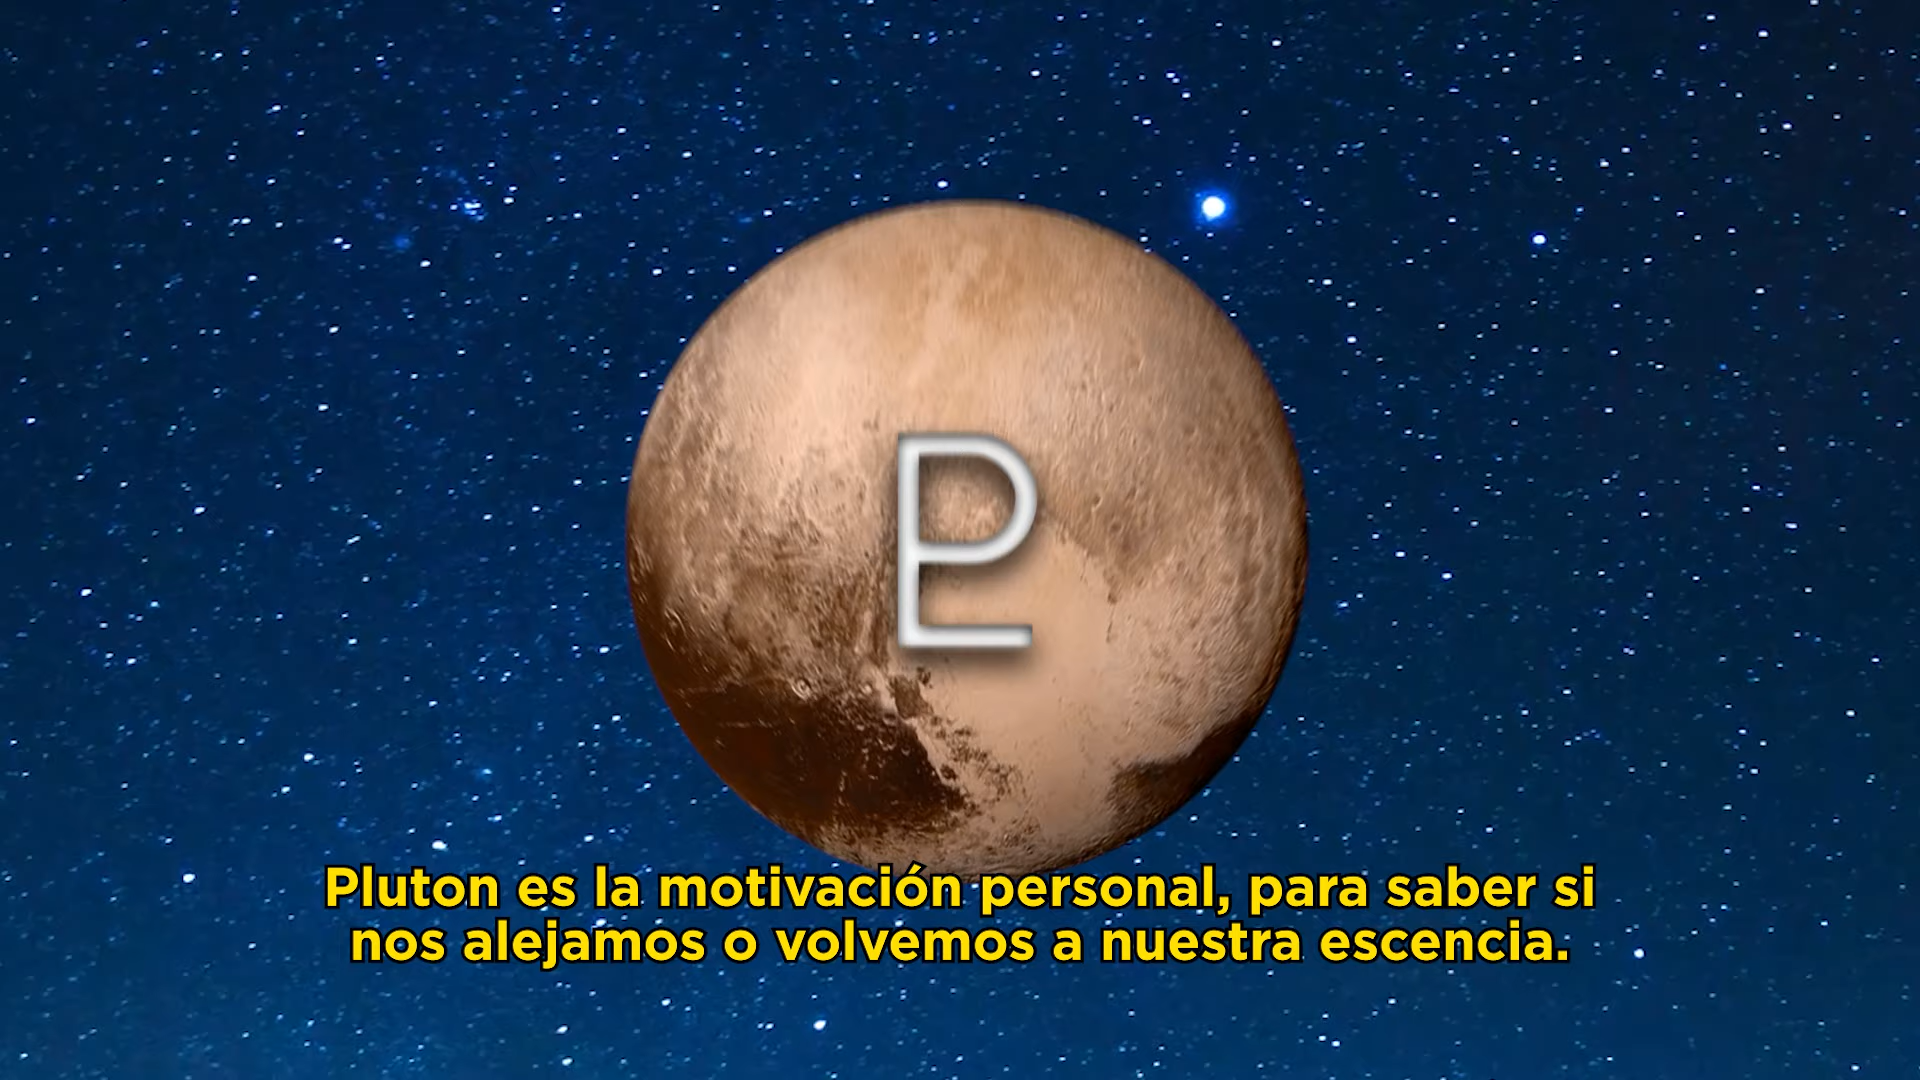 Pluton es la motivación personal, para saber si
nos alejamos o volvemos a nuestra escencia.